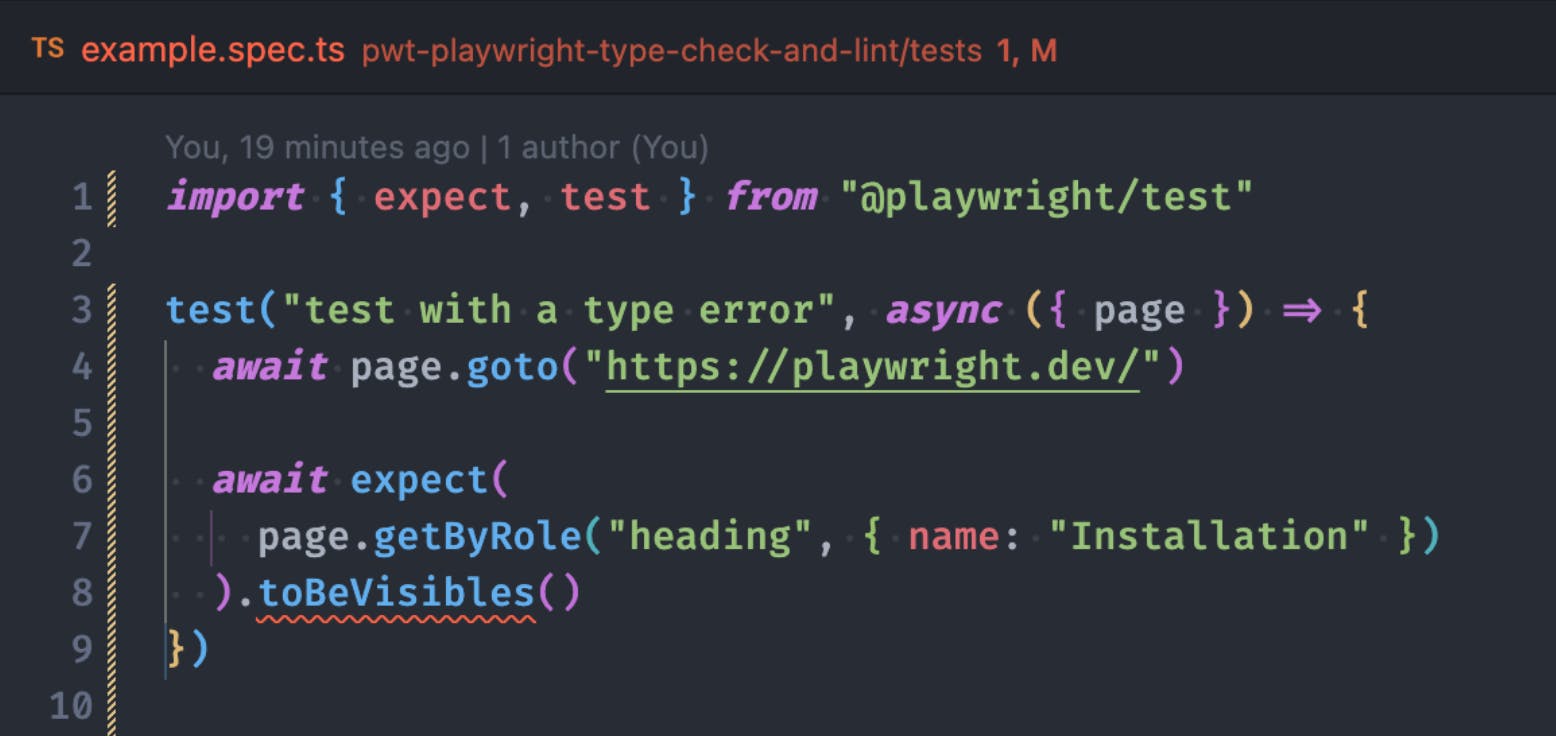 TS example.spec.ts pwt-playwright-type-check-and-lint/tests 1, M
You, 19 minutes ago | 1 author (You)
1 import { expect, test } from "@playwright/test"
2
3 test("test with a type error", async ({ page }) => {
4   await page.goto("https://playwright.dev/")
5
6   await expect(
7     page.getByRole("heading", { name: "Installation" })
8   ).toBeVisibles()
9 })
10